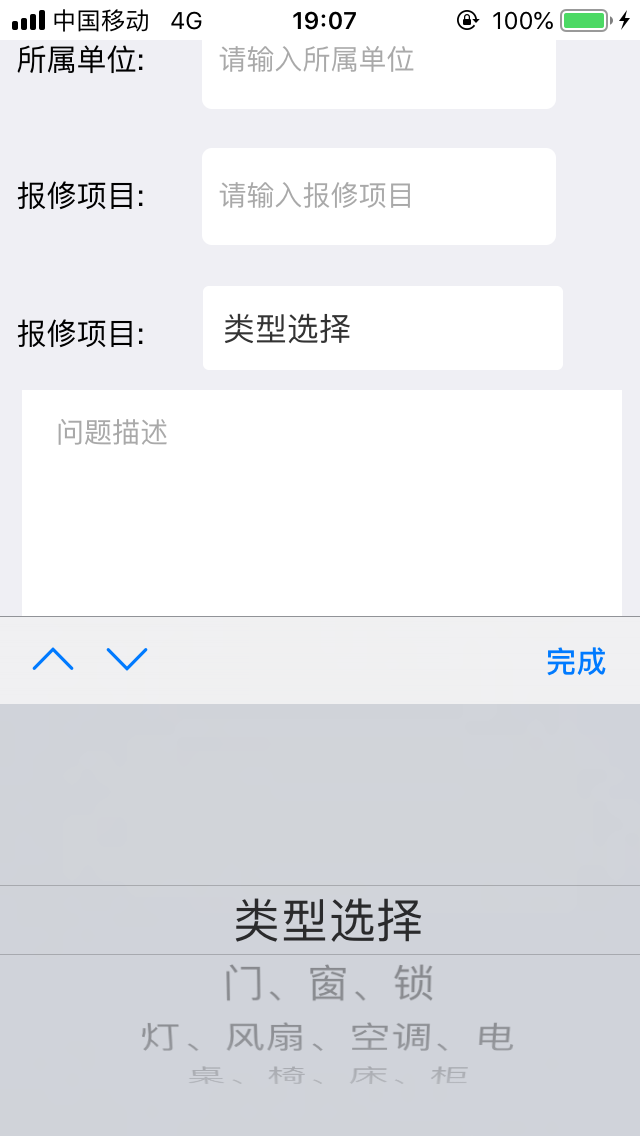 中国移动 4G 19:07 100%
所属单位: 请输入所属单位
报修项目: 请输入报修项目
报修项目: 类型选择
问题描述
完成
类型选择
门、窗、锁
灯、风扇、空调、电
桌、椅、床、柜